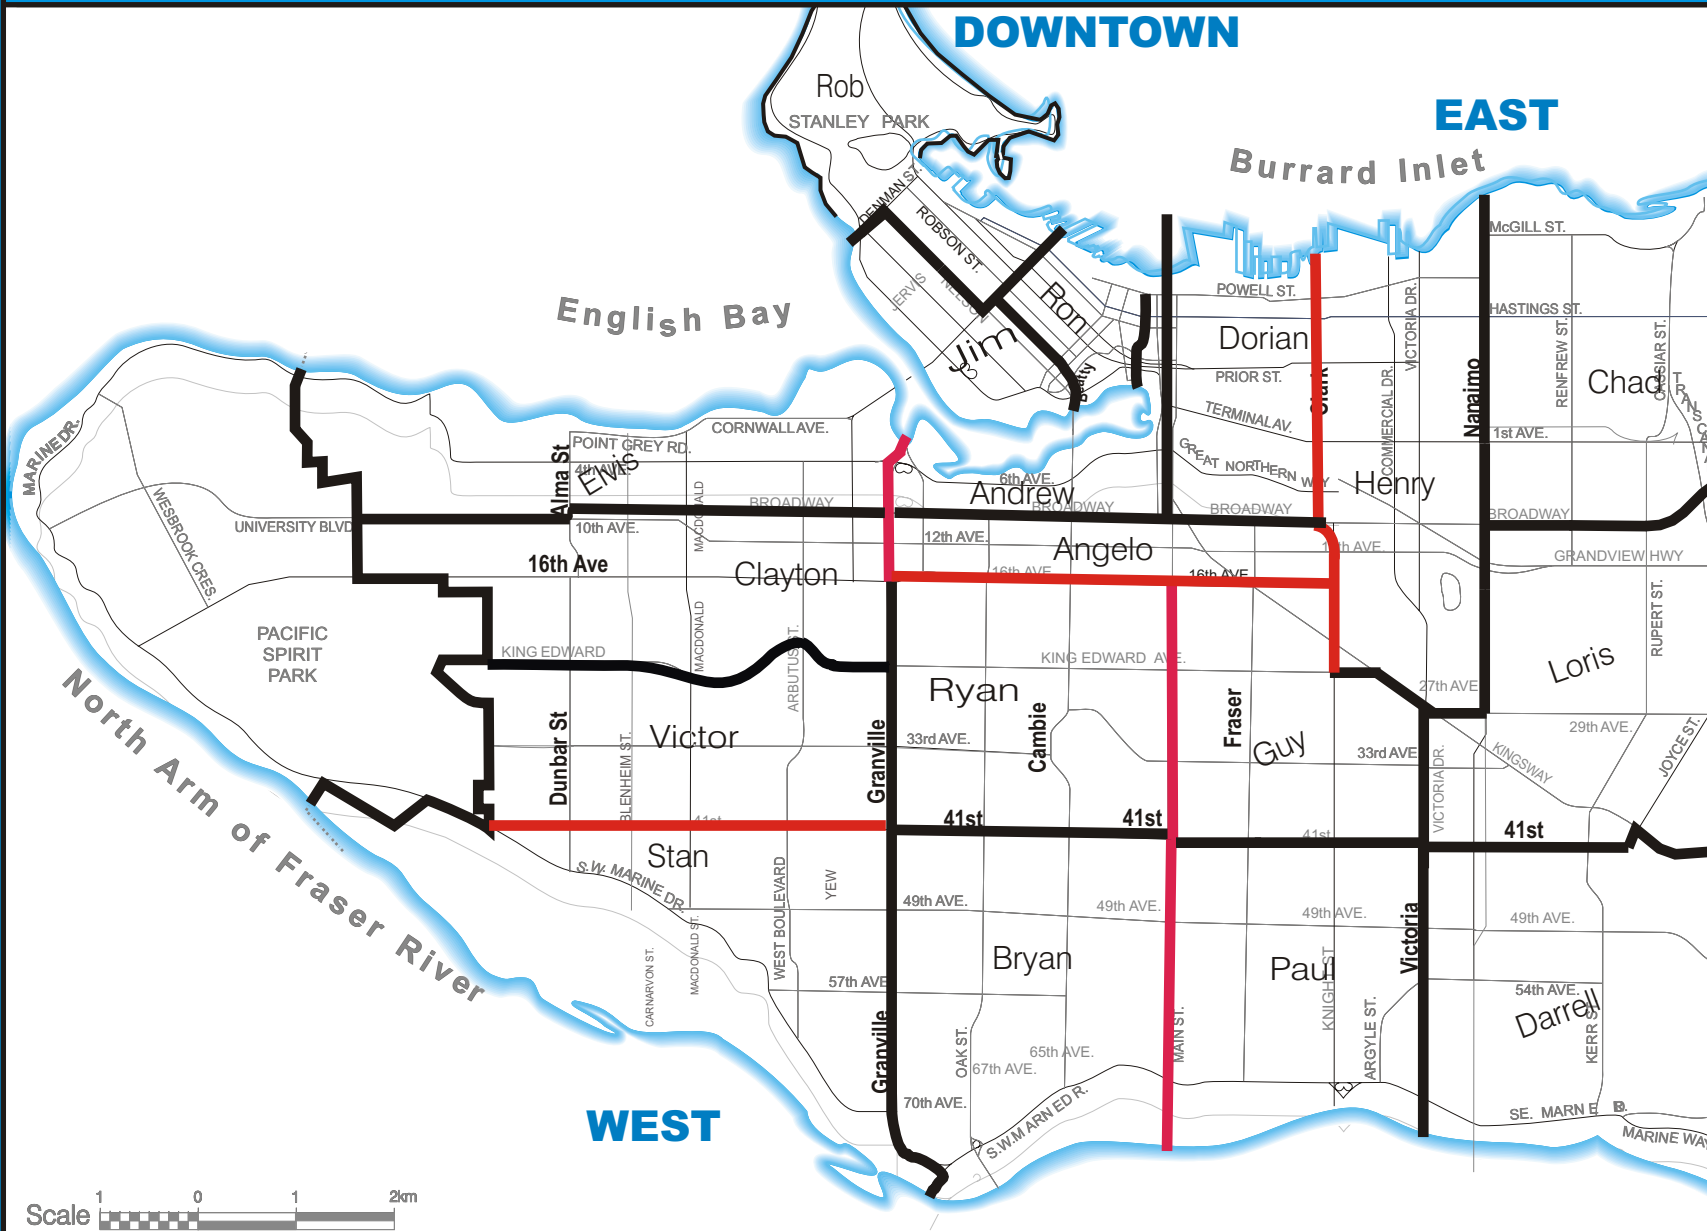 DOWNTOWN
EAST
Rob
STANLEY PARK
Burrard Inlet
DENMAN ST.
ROBSON ST.
McGILL ST.
JERVIS
NELSON
Ron
POWELL ST.
VICTORIA DR.
HASTINGS ST.
English Bay
Jim
Dorian
RENFREW ST.
CASSIAR ST.
Beatty
PRIOR ST.
Clark
COMMERCIAL DR.
Nanaimo
Chad
TRANSCANA
TERMINAL AV.
MARINE DR.
CORNWALL AVE.
POINT GREY RD.
1st AVE.
Alma St
4th AVE.
Elvis
GREAT NORTHERN WAY
6th AVE.
Andrew
Henry
WESBROOK CRES.
MACDONALD
BROADWAY
BROADWAY
BROADWAY
BROADWAY
UNIVERSITY BLVD
10th AVE.
12th AVE.
Angelo
GRANDVIEW HWY
16th Ave
Clayton
16th AVE
16th AVE
RUPERT ST.
PACIFIC
SPIRIT
PARK
KING EDWARD
MACDONALD
ARBUTUS ST.
KING EDWARD AVE.
Loris
Ryan
27th AVE
North Arm of Fraser River
Dunbar St
BLENHEIM ST.
Victor
Granville
33rd AVE.
Cambie
Fraser
Guy
33rd AVE
29th AVE.
KINGSWAY
JOYCE ST.
VICTORIA DR.
41st
41st
41st
41st
41st
Stan
S.W. MARINE DR.
WEST BOULEVARD
YEW
49th AVE.
49th AVE.
49th AVE.
49th AVE.
CARNARVON ST.
MACDONALD ST.
Bryan
Paul
KNIGHT ST
Victoria
57th AVE
54th AVE.
Darrell
KERR ST
Granville
OAK ST.
65th AVE.
67th AVE.
MAIN ST.
ARGYLE ST.
70th AVE.
S.W.MARNED R.
WEST
SE. MARN E
MARINE WAY
Scale
1 0 1 2km